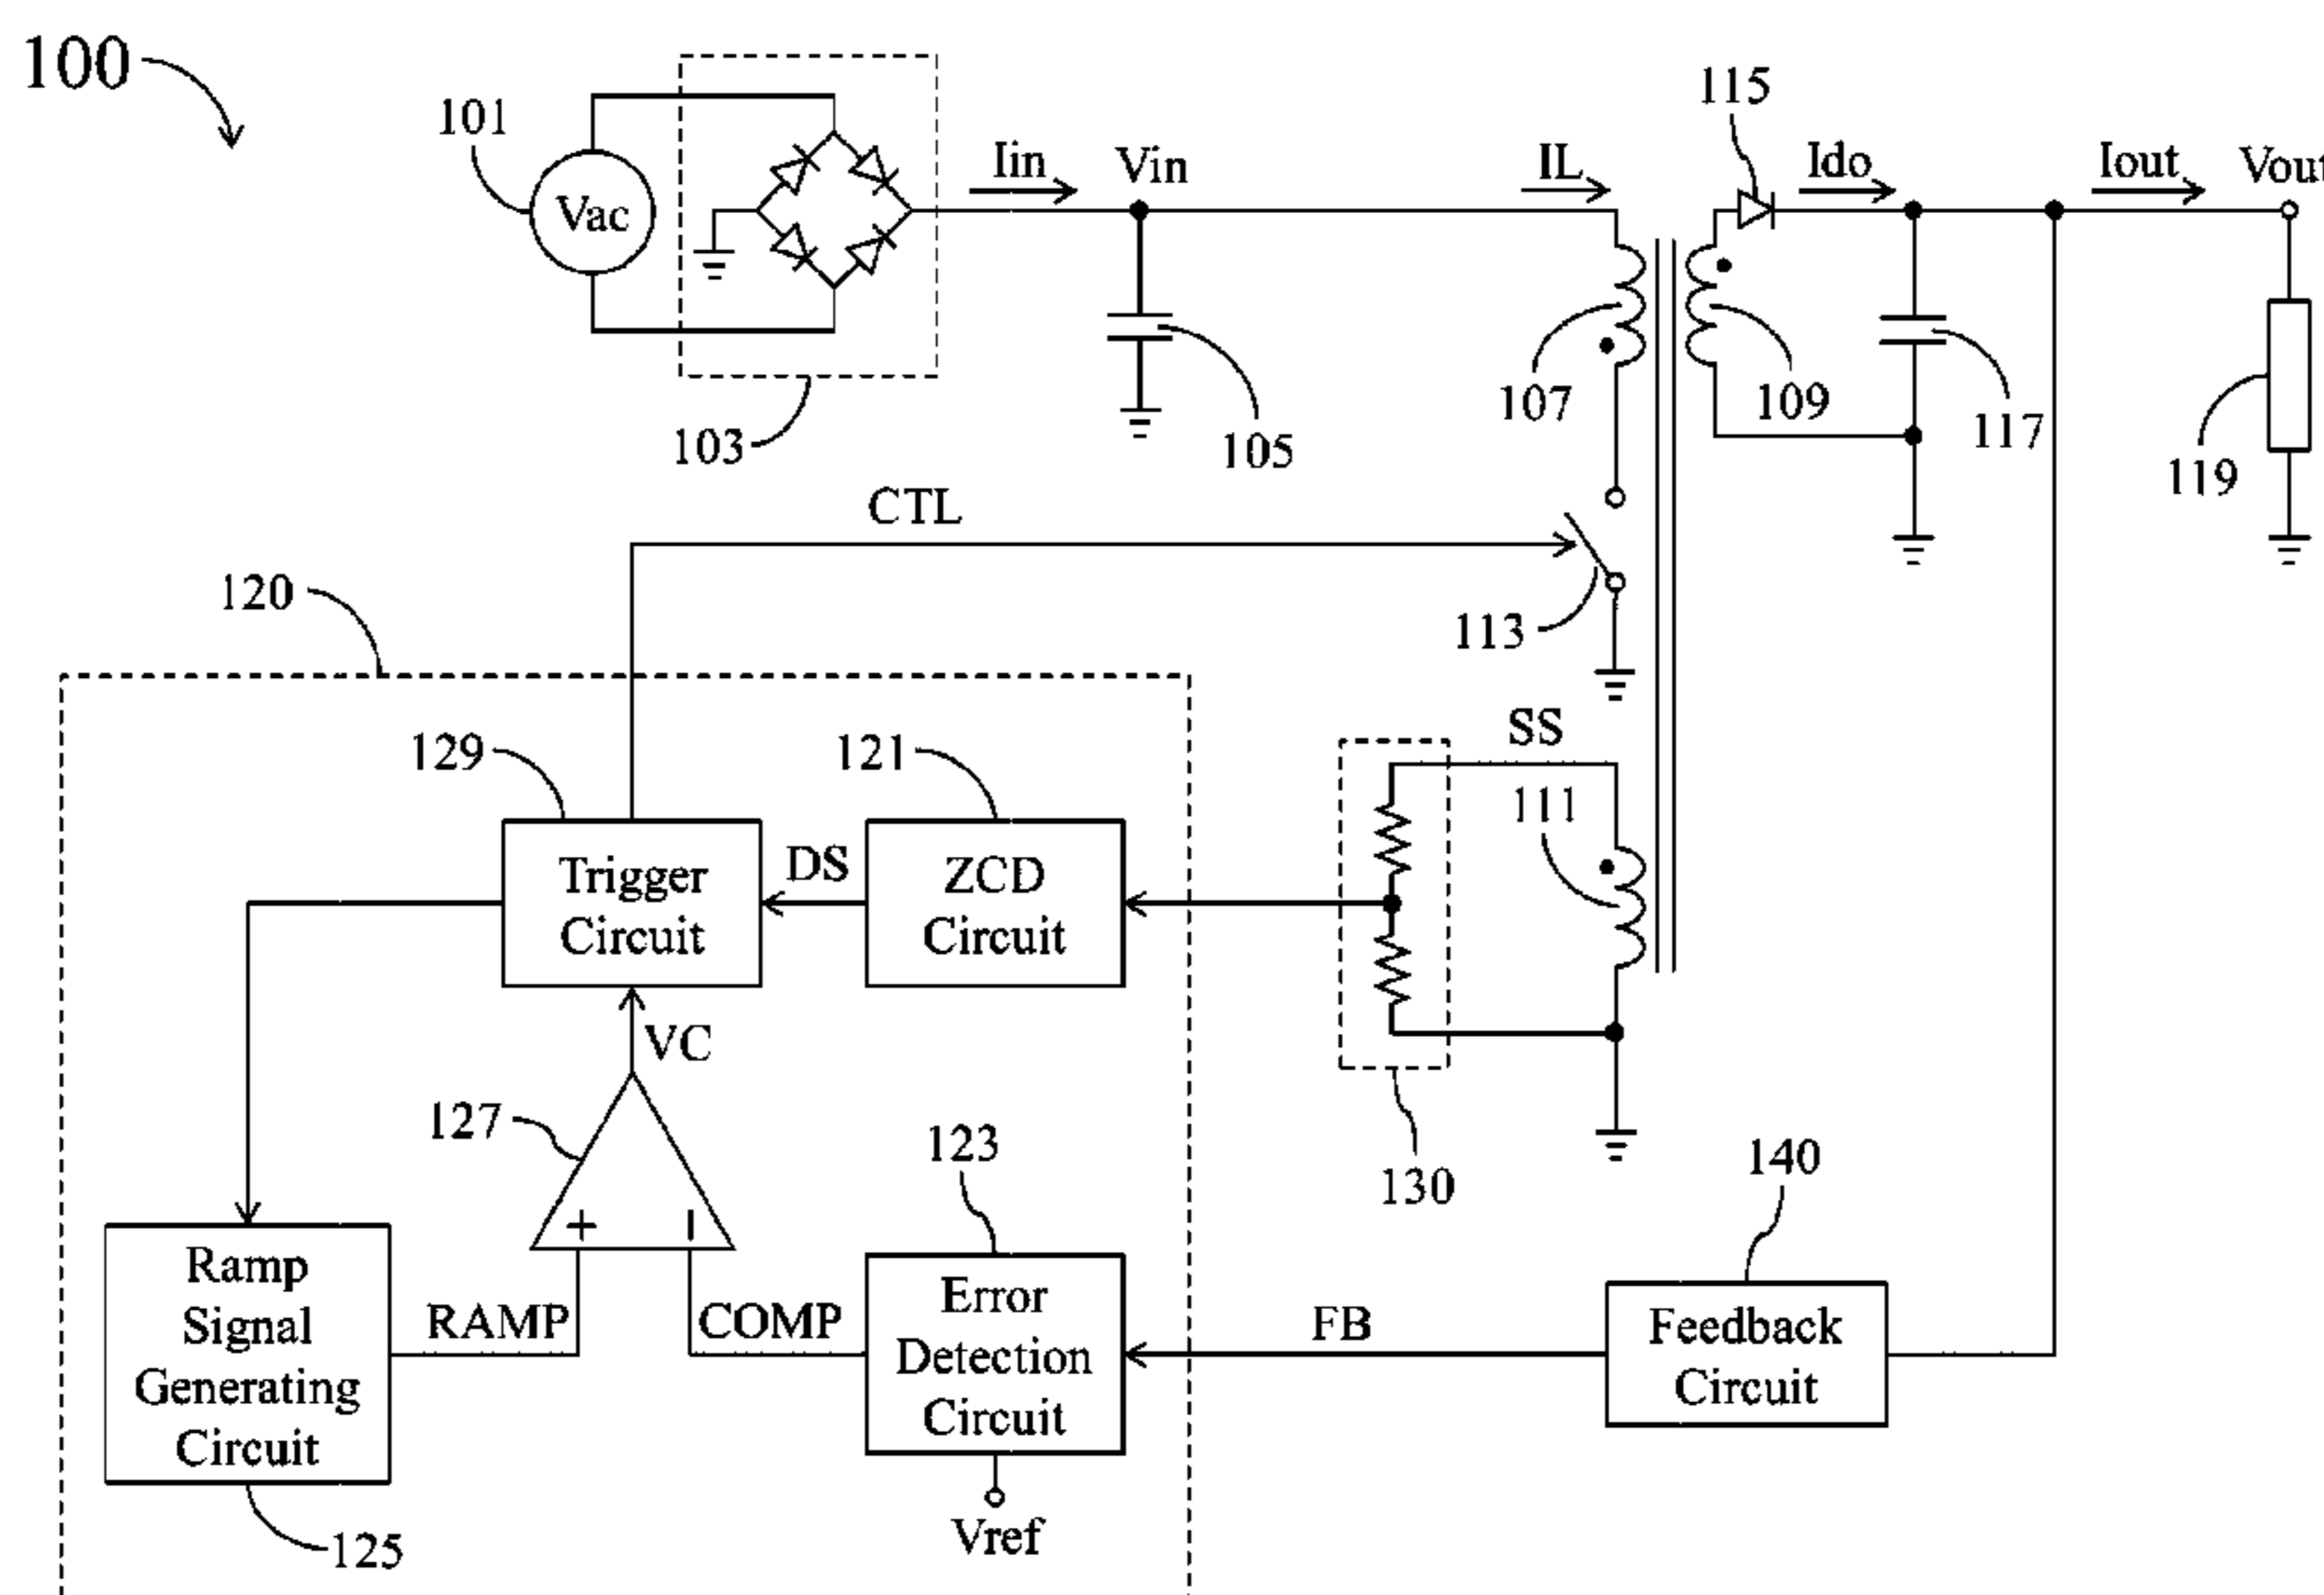 100
101
Vac
103
Iin
Vin
105
IL
107
109
115
Ido
117
Iout
Vout
119
CTL
113
120
129
Trigger
Circuit
DS
121
ZCD
Circuit
SS
111
130
VC
127
+
−
123
Error
Detection
Circuit
Vref
RAMP
COMP
Ramp
Signal
Generating
Circuit
125
FB
140
Feedback
Circuit